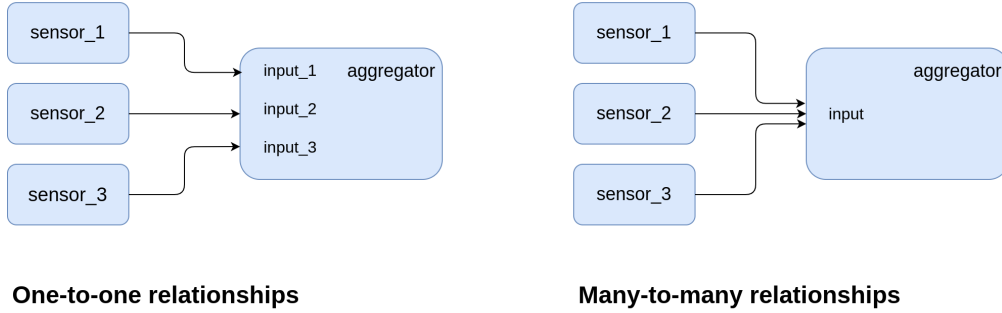 sensor_1
sensor_2
sensor_3
input_1
input_2
input_3
aggregator
One-to-one relationships
sensor_1
sensor_2
sensor_3
aggregator
input
Many-to-many relationships